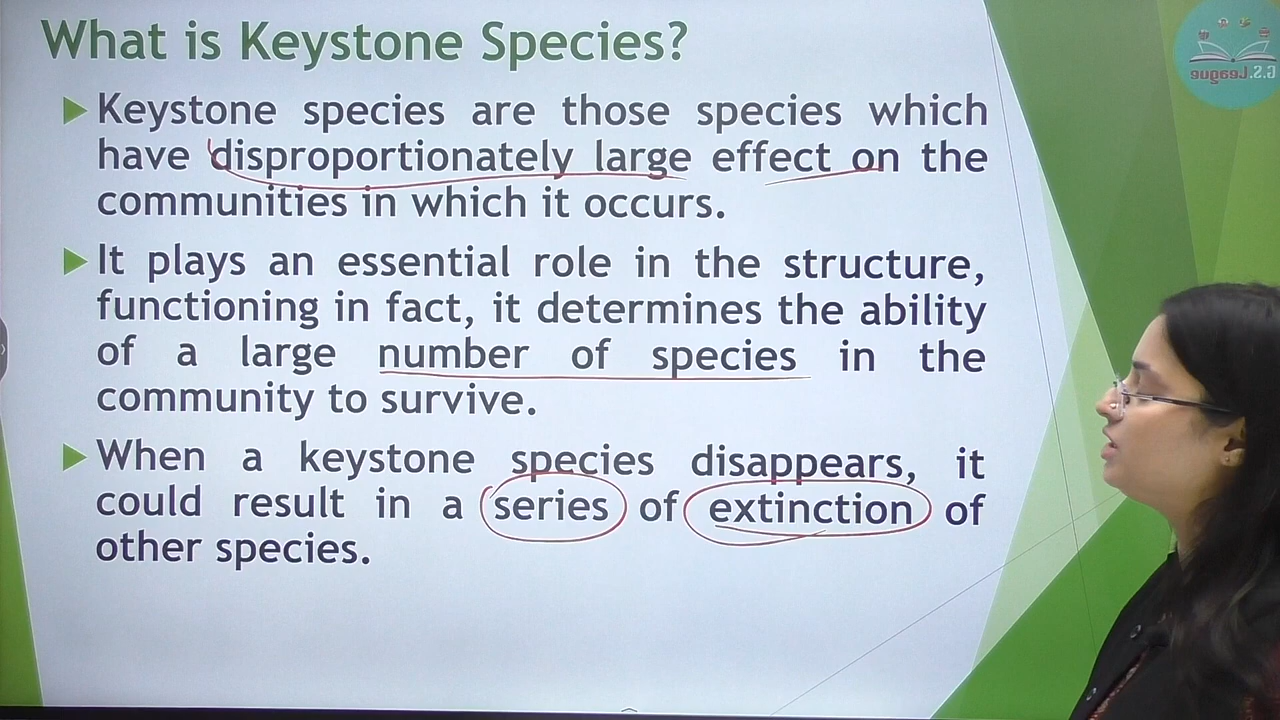 What is Keystone Species?
Keystone species are those species which
have disproportionately large effect on the
communities in which it occurs.
It plays an essential role in the structure,
functioning in fact, it determines the ability
of a large number of species in the
community to survive.
When a keystone species disappears, it
could result in a series of extinction of
other species.
G.S.League